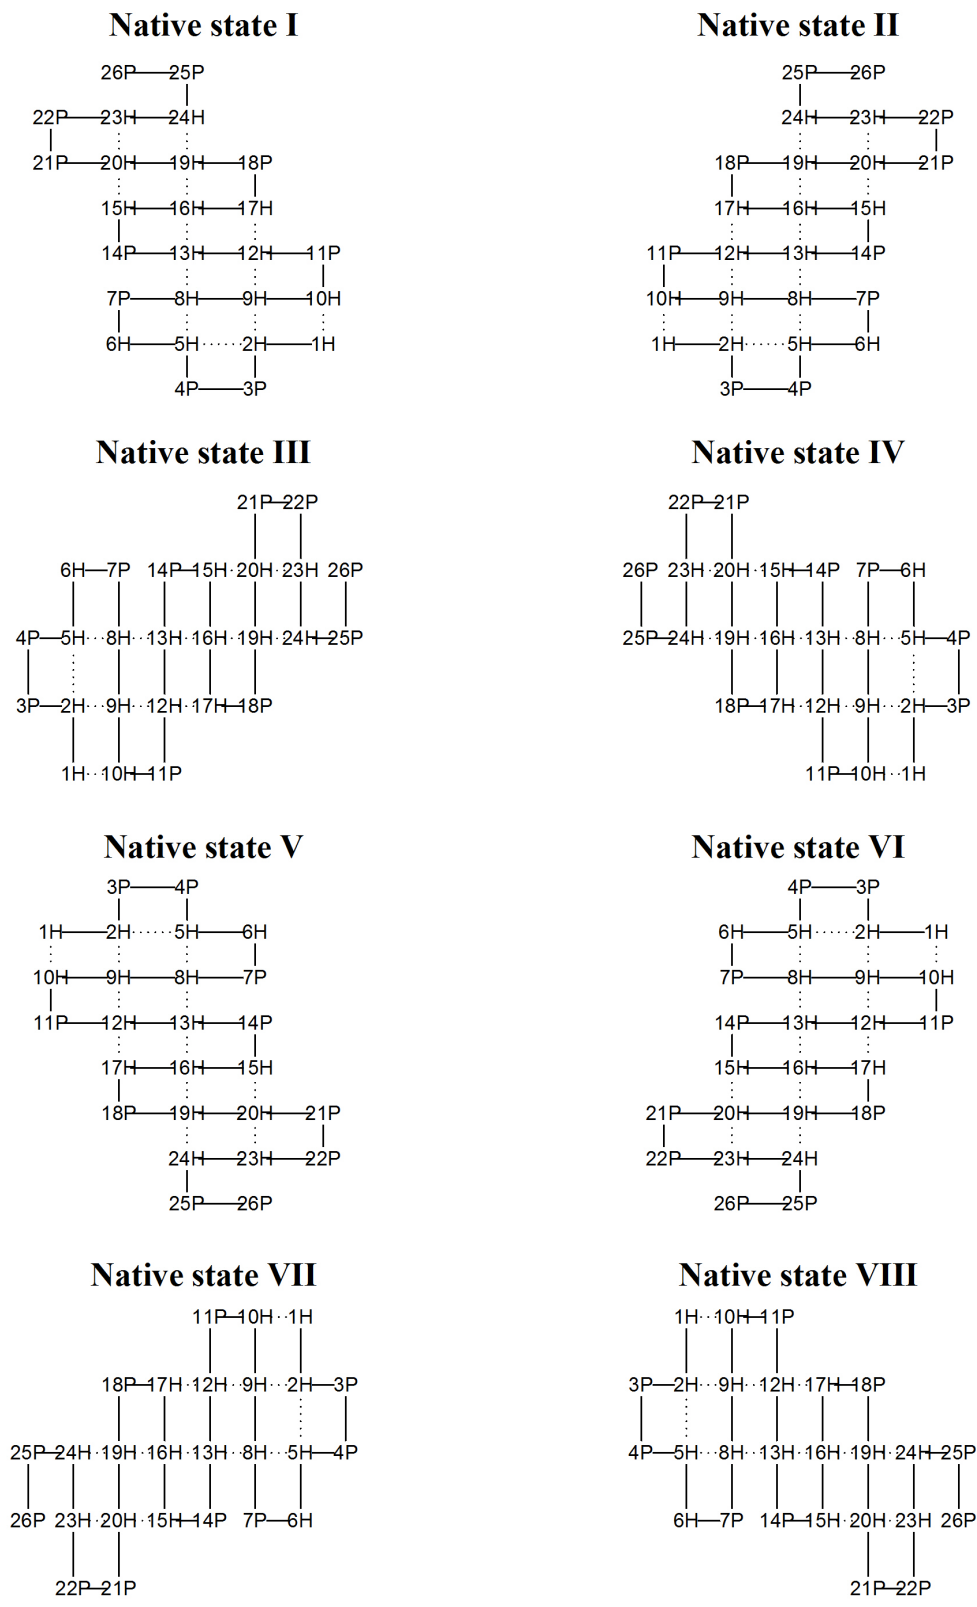 Native state I
Native state II
26P 25P
25P 26P
22P 23H 24H
24H 23H 22P
21P 20H 19H 18P
18P 19H 20H 21P
15H 16H 17H
17H 16H 15H
14P 13H 12H 11P
11P 12H 13H 14P
7P 8H 9H 10H
10H 9H 8H 7P
6H 5H 2H 1H
1H 2H 5H 6H
4P 3P
3P 4P
Native state III
Native state IV
21P 22P
22P 21P
6H 7P 14P 15H 20H 23H 26P
26P 23H 20H 15H 14P 7P 6H
4P 5H 8H 13H 16H 19H 24H 25P
25P 24H 19H 16H 13H 8H 5H 4P
3P 2H 9H 12H 17H 18P
18P 17H 12H 9H 2H 3P
1H 10H 11P
11P 10H 1H
Native state V
Native state VI
3P 4P
4P 3P
1H 2H 5H 6H
6H 5H 2H 1H
10H 9H 8H 7P
7P 8H 9H 10H
11P 12H 13H 14P
14P 13H 12H 11P
17H 16H 15H
15H 16H 17H
18P 19H 20H 21P
21P 20H 19H 18P
24H 23H 22P
22P 23H 24H
25P 26P
26P 25P
Native state VII
Native state VIII
11P 10H 1H
1H 10H 11P
18P 17H 12H 9H 2H 3P
3P 2H 9H 12H 17H 18P
25P 24H 19H 16H 13H 8H 5H 4P
4P 5H 8H 13H 16H 19H 24H 25P
26P 23H 20H 15H 14P 7P 6H
6H 7P 14P 15H 20H 23H 26P
22P 21P
21P 22P